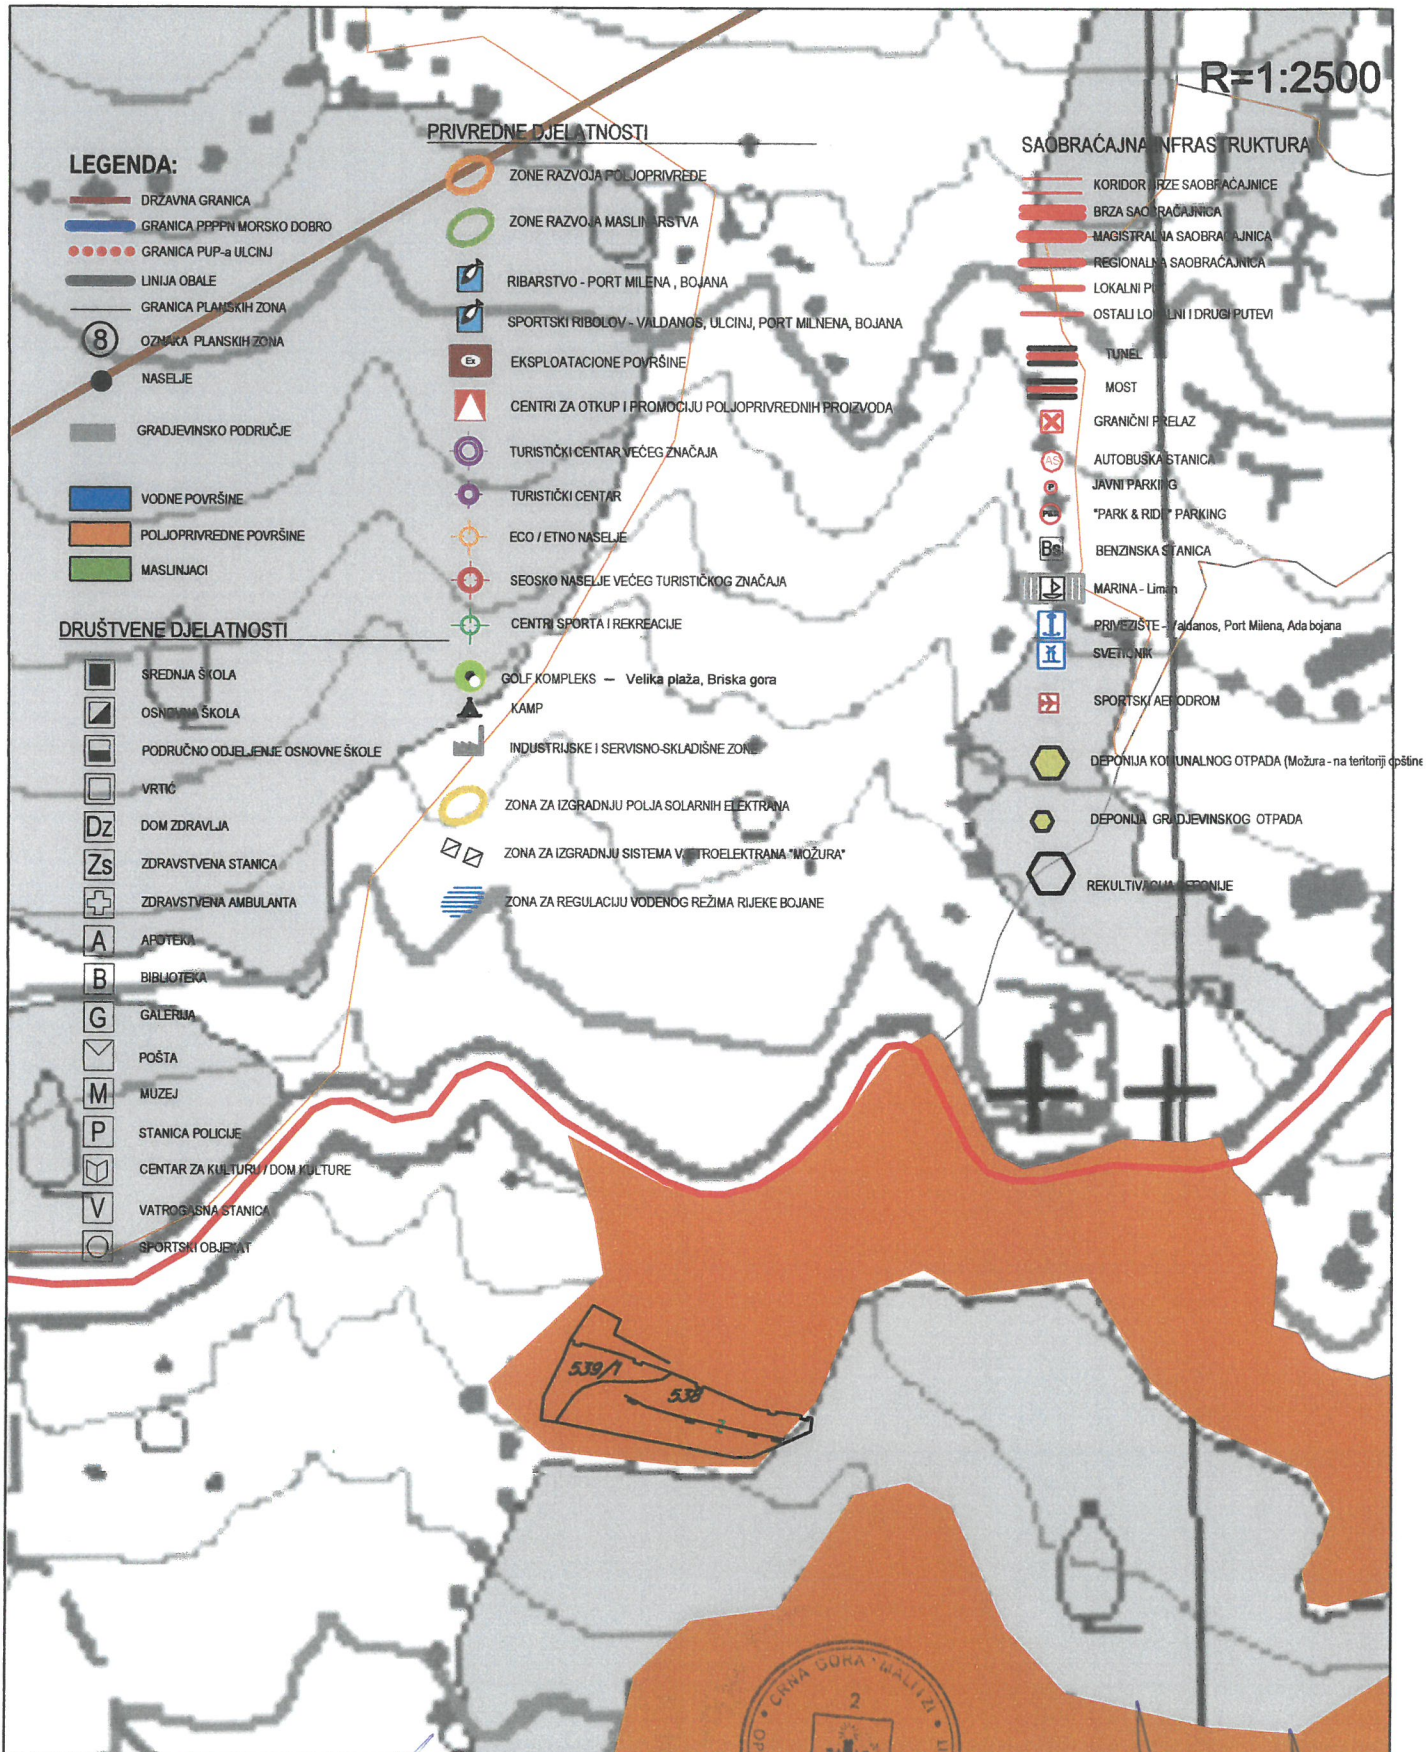 R=1:2500
LEGENDA:
DRŽAVNA GRANICA
GRANICA PPPPN MORSKO DOBRO
GRANICA PUP-a ULCINJ
LINIJA OBALE
GRANICA PLANSKIH ZONA
8 OZNAKA PLANSKIH ZONA
NASELJE
GRADJEVINSKO PODRUČJE
VODNE POVRŠINE
POLJOPRIVREDNE POVRŠINE
MASLINJACI
DRUŠTVENE DJELATNOSTI
SREDNJA ŠKOLA
OSNOVNA ŠKOLA
PODRUČNO ODJELJENJE OSNOVNE ŠKOLE
VRTIĆ
Dz DOM ZDRAVLJA
Zs ZDRAVSTVENA STANICA
ZDRAVSTVENA AMBULANTA
A APOTEKA
B BIBLIOTEKA
G GALERIJA
POŠTA
M MUZEJ
P STANICA POLICIJE
CENTAR ZA KULTURU / DOM KULTURE
V VATROGASNA STANICA
SPORTSKI OBJEKAT
PRIVREDNE DJELATNOSTI
ZONE RAZVOJA POLJOPRIVREDE
ZONE RAZVOJA MASLINARSTVA
RIBARSTVO - PORT MILENA , BOJANA
SPORTSKI RIBOLOV - VALDANOS, ULCINJ, PORT MILNENA, BOJANA
Ex EKSPLOATACIONE POVRŠINE
CENTRI ZA OTKUP I PROMOCIJU POLJOPRIVREDNIH PROIZVODA
TURISTIČKI CENTAR VEĆEG ZNAČAJA
TURISTIČKI CENTAR
ECO / ETNO NASELJE
SEOSKO NASELJE VEĆEG TURISTIČKOG ZNAČAJA
CENTRI SPORTA I REKREACIJE
GOLF KOMPLEKS — Velika plaža, Briska gora
KAMP
INDUSTRIJSKE I SERVISNO-SKLADIŠNE ZONE
ZONA ZA IZGRADNJU POLJA SOLARNIH ELEKTRANA
ZONA ZA IZGRADNJU SISTEMA VJETROELEKTRANA "MOŽURA"
ZONA ZA REGULACIJU VODENOG REŽIMA RIJEKE BOJANE
SAOBRAĆAJNA INFRASTRUKTURA
KORIDOR BRZE SAOBRAĆAJNICE
BRZA SAOBRAĆAJNICA
MAGISTRALNA SAOBRAĆAJNICA
REGIONALNA SAOBRAĆAJNICA
LOKALNI PUT
OSTALI LOKALNI I DRUGI PUTEVI
TUNEL
MOST
GRANIČNI PRELAZ
AS AUTOBUSKA STANICA
P JAVNI PARKING
"PARK & RIDE" PARKING
Bs BENZINSKA STANICA
MARINA - Liman
PRIVEZIŠTE - Valdanos, Port Milena, Ada bojana
SVETIONIK
SPORTSKI AERODROM
DEPONIJA KOMUNALNOG OTPADA (Možura - na teritoriji opštine
DEPONIJA GRADJEVINSKOG OTPADA
REKULTIVACIJA DEPONIJE
539/1
538
2
CRNA GORA
2